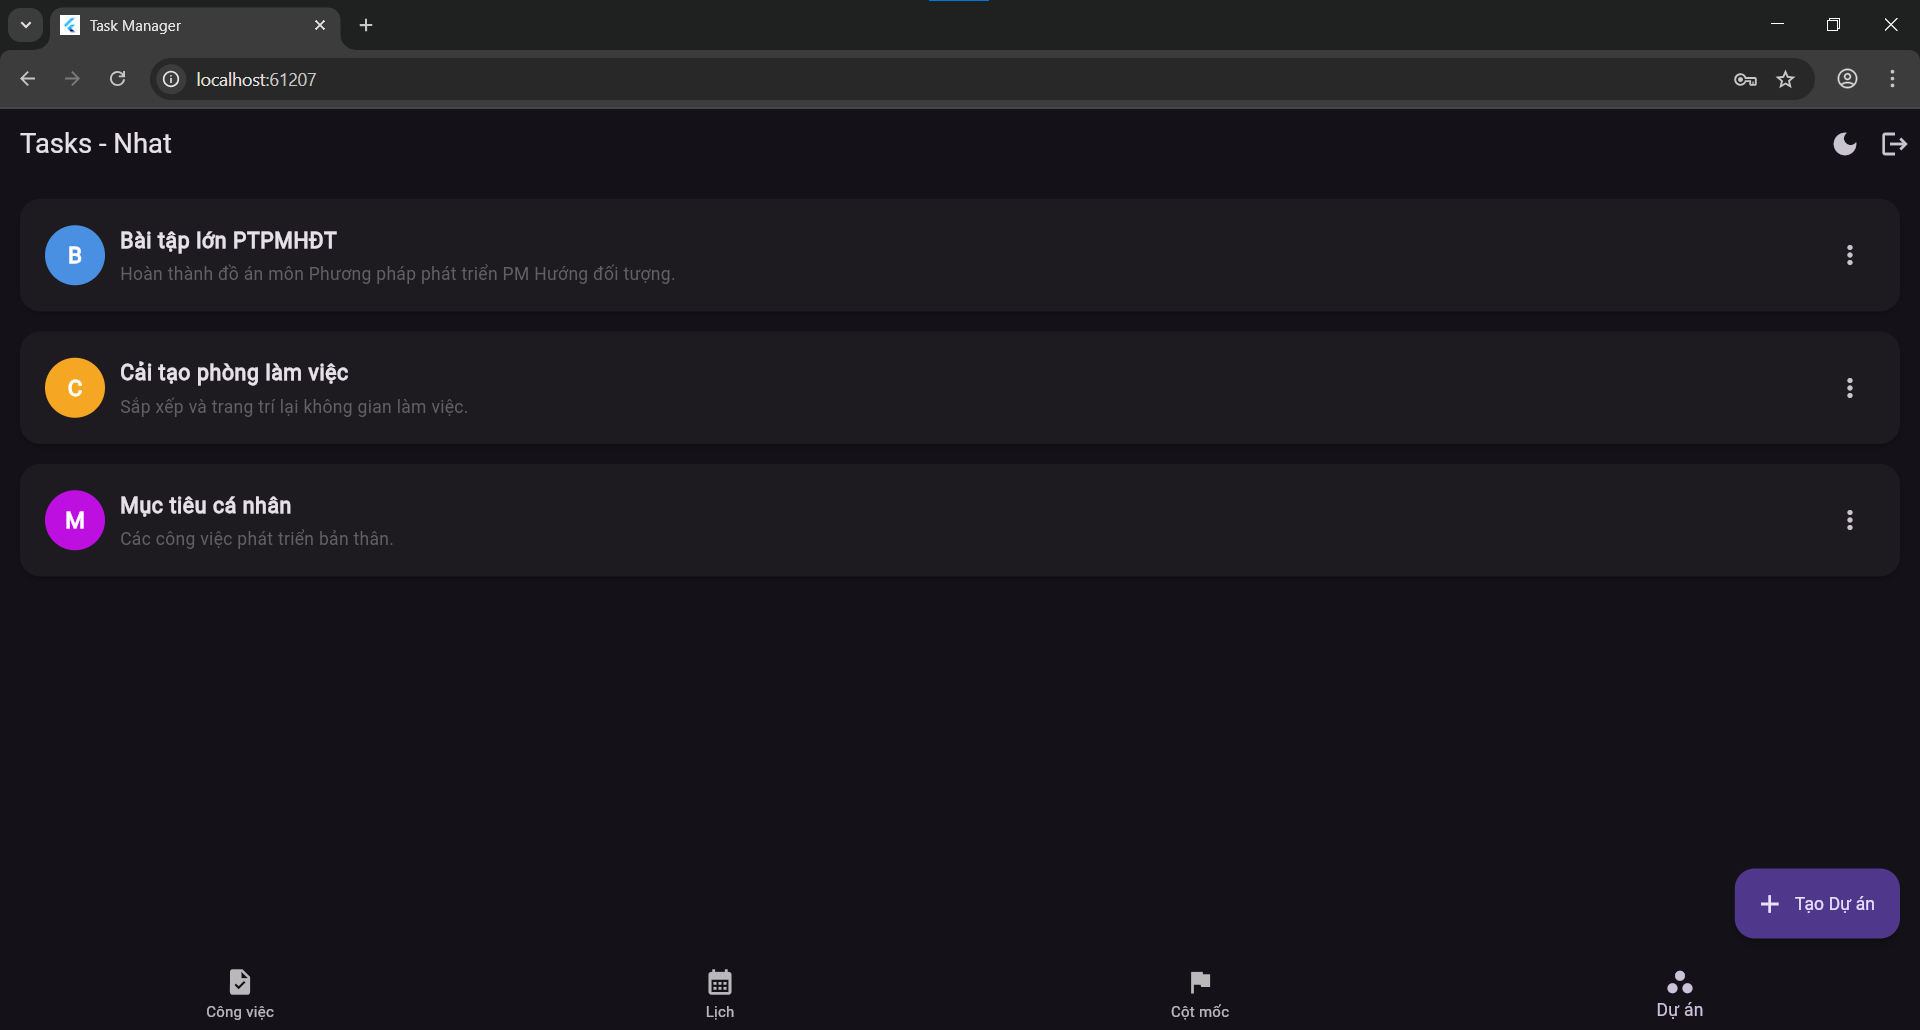 Task Manager
localhost:61207
Tasks - Nhat
B
Bài tập lớn PTPMHĐT
Hoàn thành đồ án môn Phương pháp phát triển PM Hướng đối tượng.
C
Cải tạo phòng làm việc
Sắp xếp và trang trí lại không gian làm việc.
M
Mục tiêu cá nhân
Các công việc phát triển bản thân.
Tạo Dự án
Công việc
Lịch
Cột mốc
Dự án